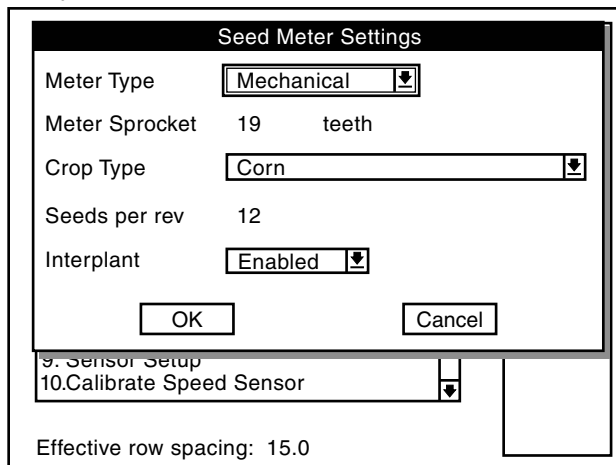 Seed Meter Settings
Meter Type Mechanical
Meter Sprocket 19 teeth
Crop Type Corn
Seeds per rev 12
Interplant Enabled
OK Cancel
9. Sensor Setup
10.Calibrate Speed Sensor
Effective row spacing: 15.0